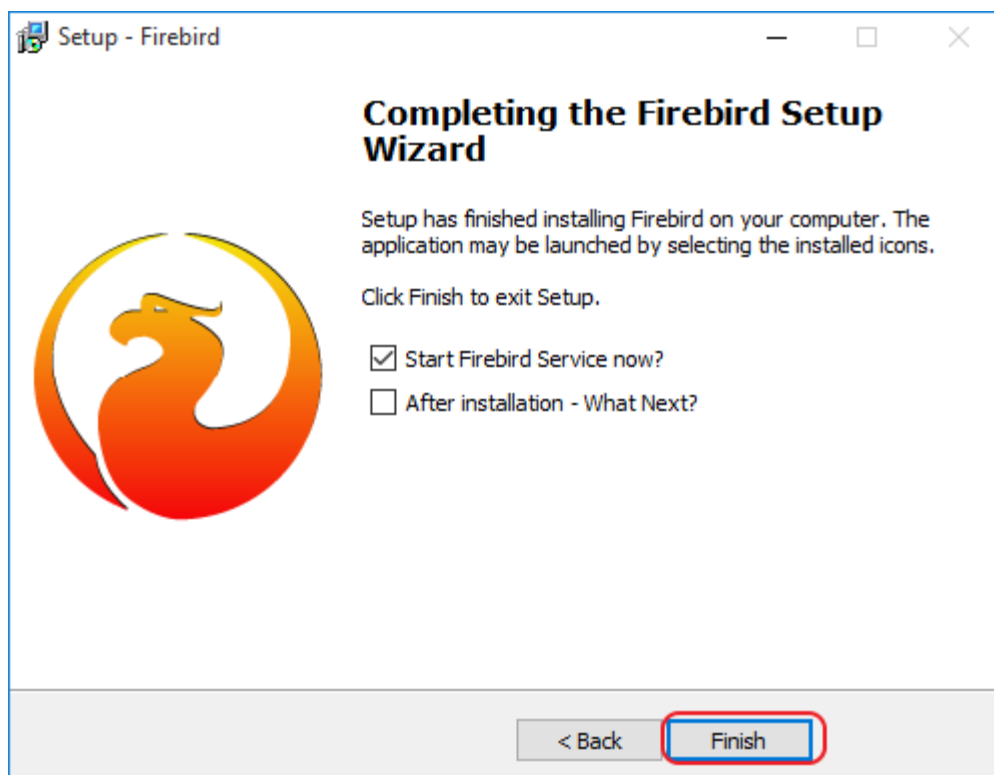 Setup - Firebird
Completing the Firebird Setup
Wizard
Setup has finished installing Firebird on your computer. The
application may be launched by selecting the installed icons.
Click Finish to exit Setup.
Start Firebird Service now?
After installation - What Next?
< Back
Finish